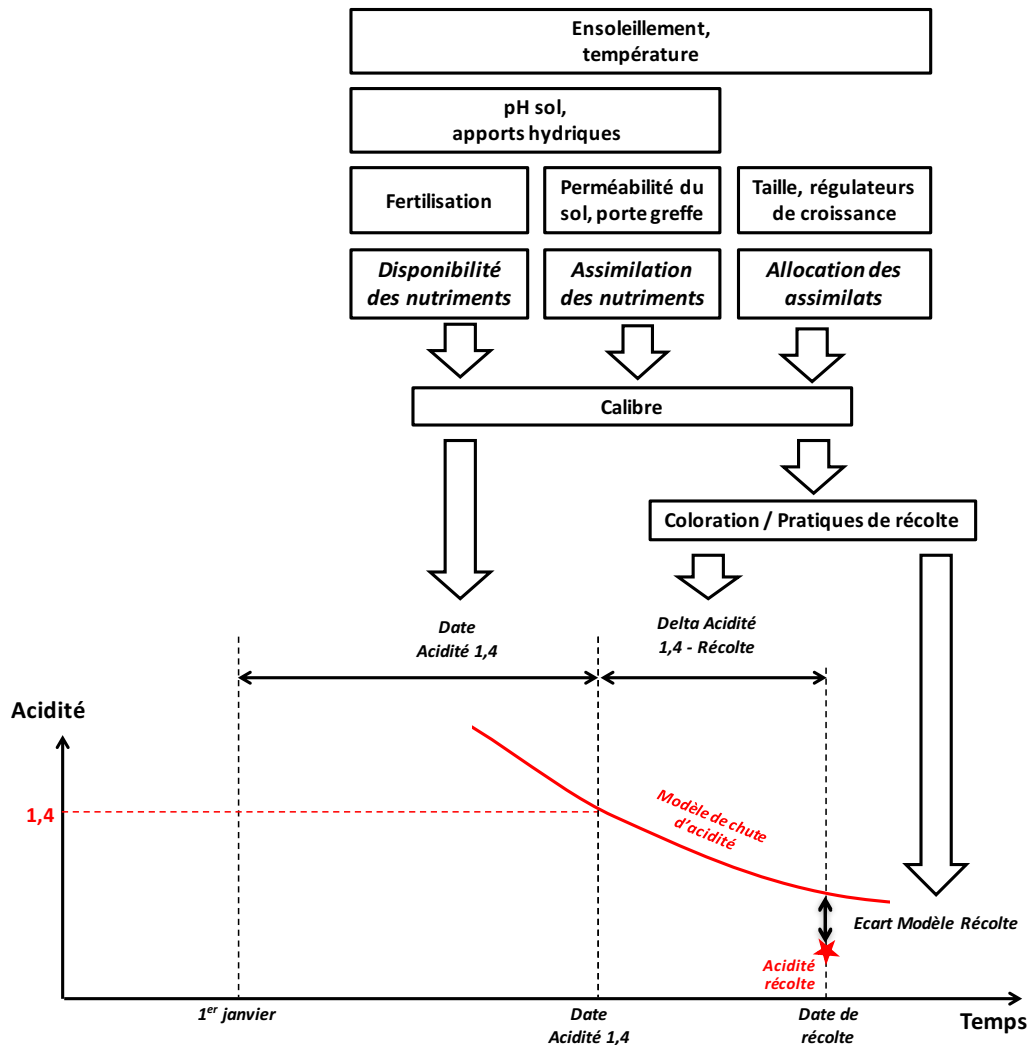 Ensoleillement,
température
pH sol,
apports hydriques
Fertilisation
Perméabilité du
sol, porte greffe
Taille, régulateurs
de croissance
Disponibilité
des nutriments
Assimilation
des nutriments
Allocation des
assimilats
Calibre
Coloration / Pratiques de récolte
Date
Acidité 1,4
Delta Acidité
1,4 - Récolte
Acidité
1,4
Modèle de chute
d'acidité
Ecart Modèle Récolte
Acidité
récolte
1er janvier
Date
Acidité 1,4
Date de
récolte
Temps